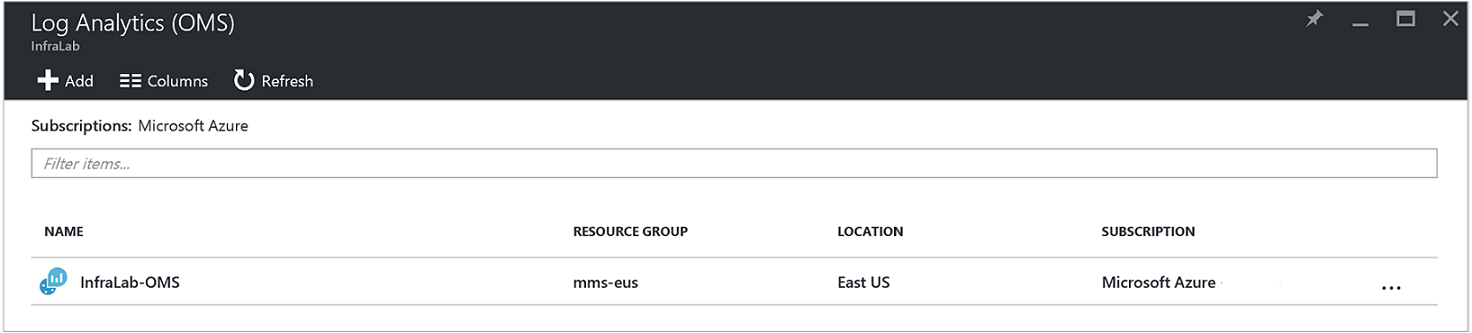 Log Analytics (OMS)
InfraLab
Add Columns Refresh
Subscriptions: Microsoft Azure
Filter items...
NAME RESOURCE GROUP LOCATION SUBSCRIPTION
InfraLab-OMS mms-eus East US Microsoft Azure ...